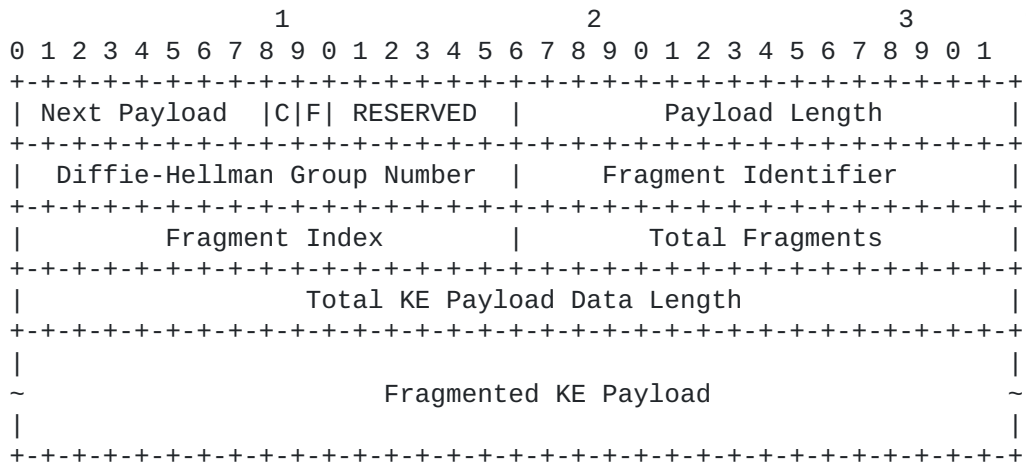 1                   2                   3
 0 1 2 3 4 5 6 7 8 9 0 1 2 3 4 5 6 7 8 9 0 1 2 3 4 5 6 7 8 9 0 1
+-+-+-+-+-+-+-+-+-+-+-+-+-+-+-+-+-+-+-+-+-+-+-+-+-+-+-+-+-+-+-+-+
| Next Payload  |C|F| RESERVED  |         Payload Length        |
+-+-+-+-+-+-+-+-+-+-+-+-+-+-+-+-+-+-+-+-+-+-+-+-+-+-+-+-+-+-+-+-+
|  Diffie-Hellman Group Number  |     Fragment Identifier       |
+-+-+-+-+-+-+-+-+-+-+-+-+-+-+-+-+-+-+-+-+-+-+-+-+-+-+-+-+-+-+-+-+
|         Fragment Index        |        Total Fragments        |
+-+-+-+-+-+-+-+-+-+-+-+-+-+-+-+-+-+-+-+-+-+-+-+-+-+-+-+-+-+-+-+-+
|                  Total KE Payload Data Length                 |
+-+-+-+-+-+-+-+-+-+-+-+-+-+-+-+-+-+-+-+-+-+-+-+-+-+-+-+-+-+-+-+-+
|                                                               |
~                       Fragmented KE Payload                   ~
|                                                               |
+-+-+-+-+-+-+-+-+-+-+-+-+-+-+-+-+-+-+-+-+-+-+-+-+-+-+-+-+-+-+-+-+